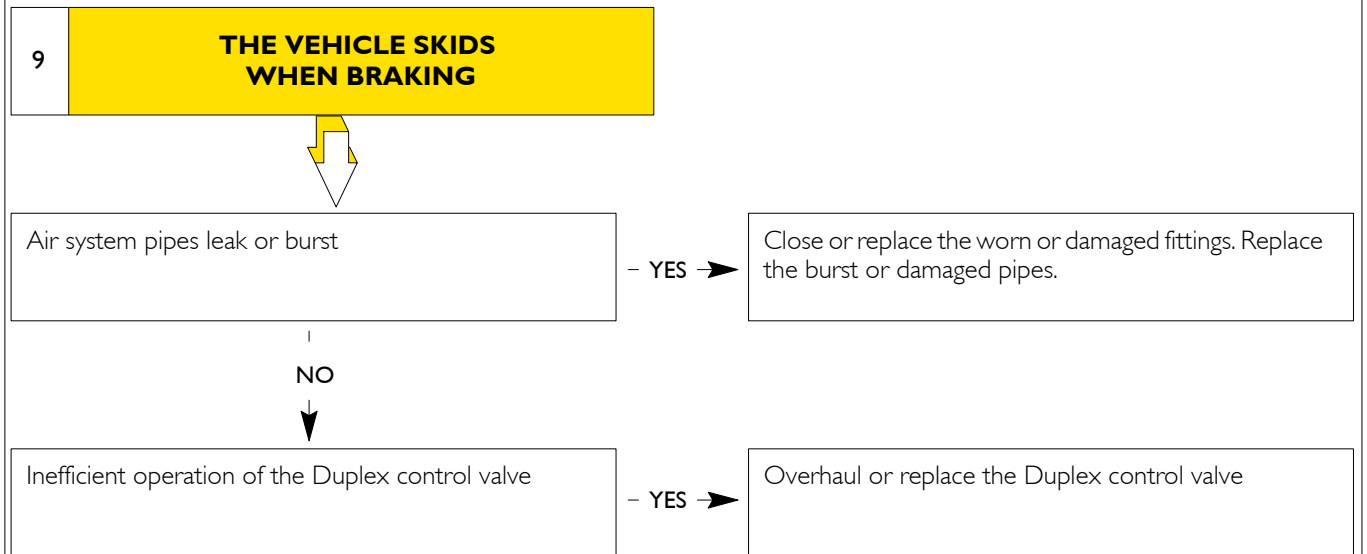 9
THE VEHICLE SKIDS
WHEN BRAKING
Air system pipes leak or burst
YES
Close or replace the worn or damaged fittings. Replace
the burst or damaged pipes.
NO
Inefficient operation of the Duplex control valve
YES
Overhaul or replace the Duplex control valve